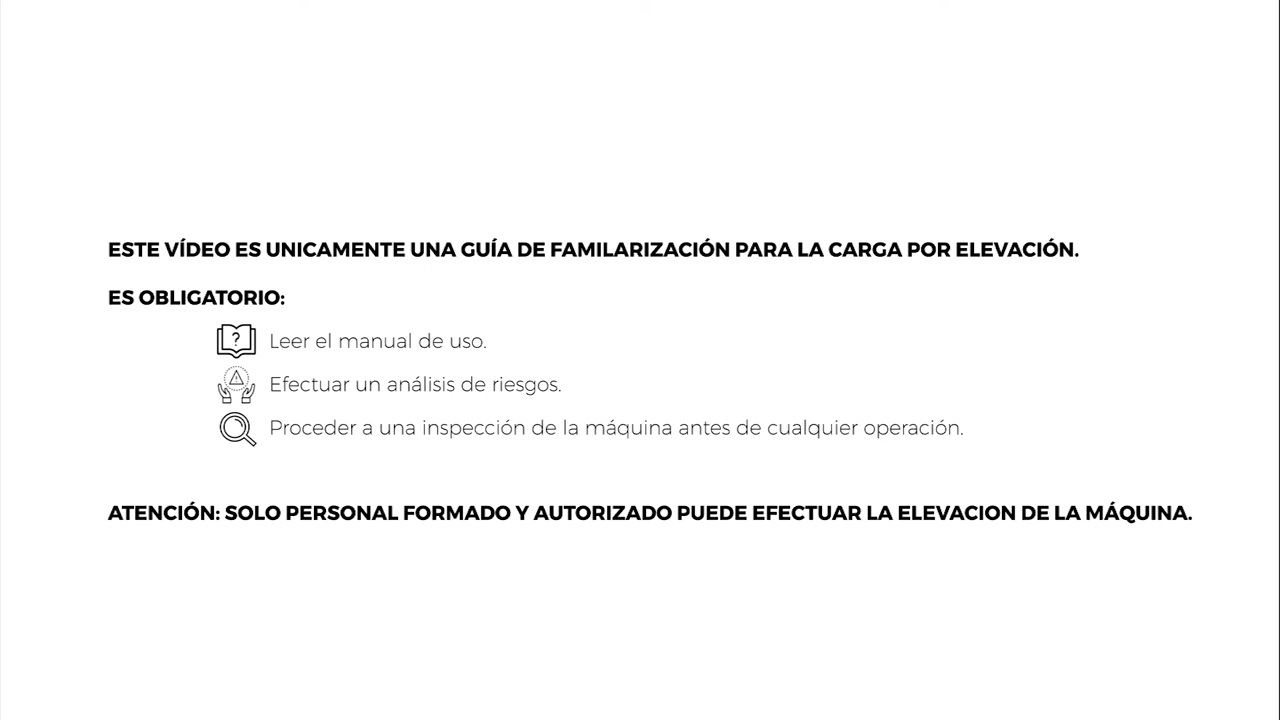 ESTE VÍDEO ES UNICAMENTE UNA GUÍA DE FAMILARIZACIÓN PARA LA CARGA POR ELEVACIÓN.
ES OBLIGATORIO:
? Leer el manual de uso.
Efectuar un análisis de riesgos.
Proceder a una inspección de la máquina antes de cualquier operación.
ATENCIÓN: SOLO PERSONAL FORMADO Y AUTORIZADO PUEDE EFECTUAR LA ELEVACION DE LA MÁQUINA.